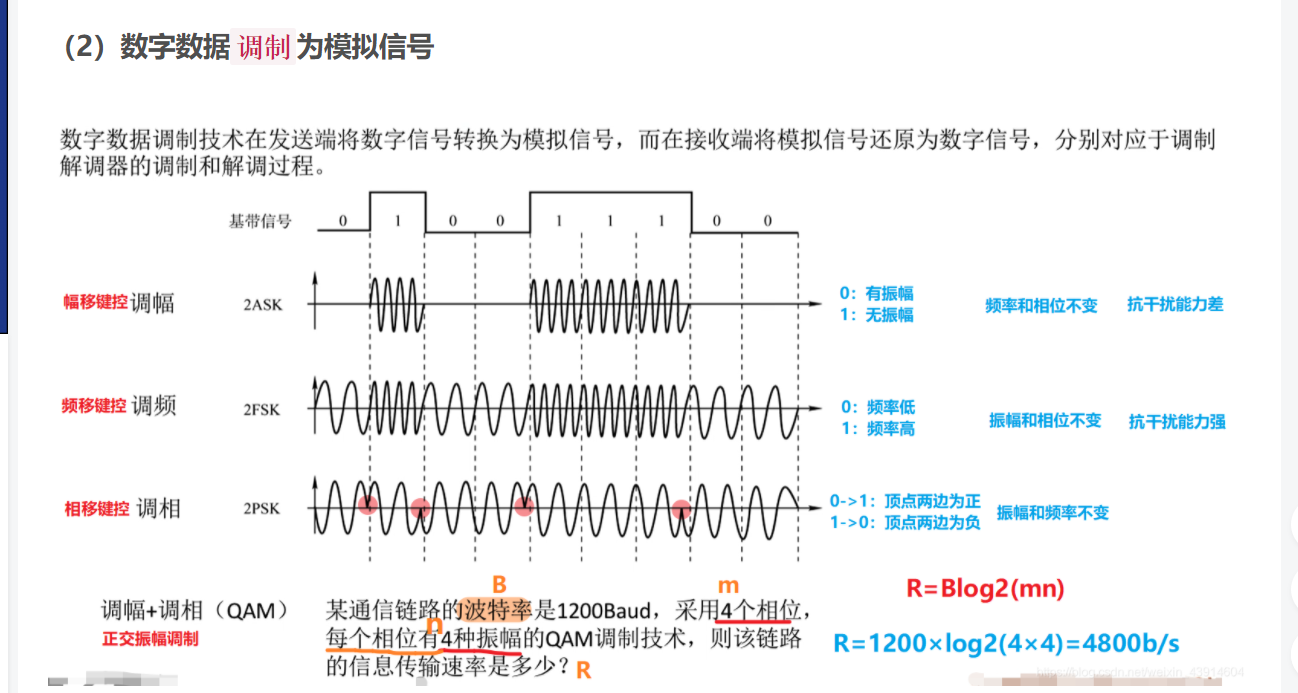 （2）数字数据 调制 为模拟信号
数字数据调制技术在发送端将数字信号转换为模拟信号，而在接收端将模拟信号还原为数字信号，分别对应于调制
解调器的调制和解调过程。
基带信号 0 1 0 0 1 1 1 0 0
幅移键控 调幅 2ASK
0：有振幅
1：无振幅
频率和相位不变 抗干扰能力差
频移键控 调频 2FSK
0：频率低
1：频率高
振幅和相位不变 抗干扰能力强
相移键控 调相 2PSK
0->1：顶点两边为正
1->0：顶点两边为负
振幅和频率不变
调幅+调相（QAM）
正交振幅调制
B m
某通信链路的波特率是1200Baud，采用4个相位，
n
每个相位有4种振幅的QAM调制技术，则该链路
的信息传输速率是多少？ R
R=Blog2(mn)
R=1200×log2(4×4)=4800b/s